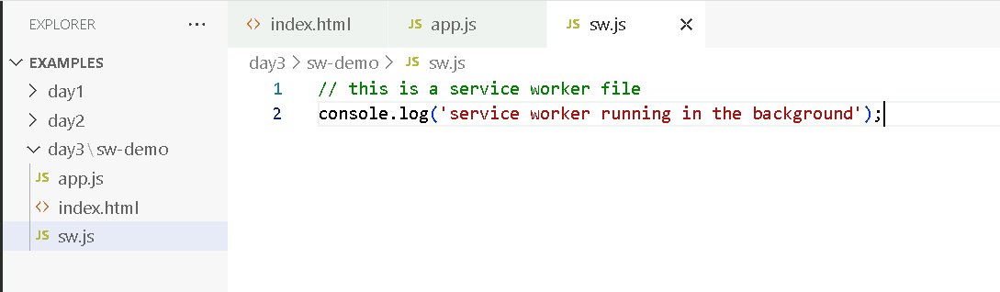 EXPLORER ...
EXAMPLES
day1
day2
day3\sw-demo
JS app.js
<> index.html
JS sw.js
<> index.html JS app.js JS sw.js
day3 > sw-demo > JS sw.js
1 // this is a service worker file
2 console.log('service worker running in the background');